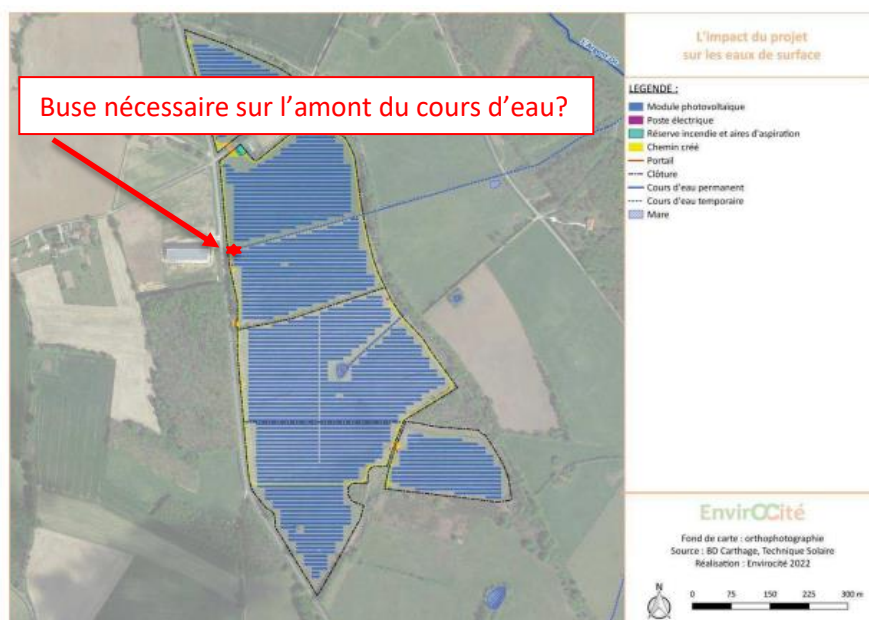 L'impact du projet
sur les eaux de surface
Buse nécessaire sur l'amont du cours d'eau?
LEGENDE :
Module photovoltaïque
Poste électrique
Réserve incendie et aires d'aspiration
Chemin créé
Portail
Clôture
Cours d'eau permanent
Cours d'eau temporaire
Mare
EnvirOCité
Fond de carte : orthophotographie
Source : BD Carthage, Technique Solaire
Réalisation : Envirocité 2022
N
0 75 150 225 300 m